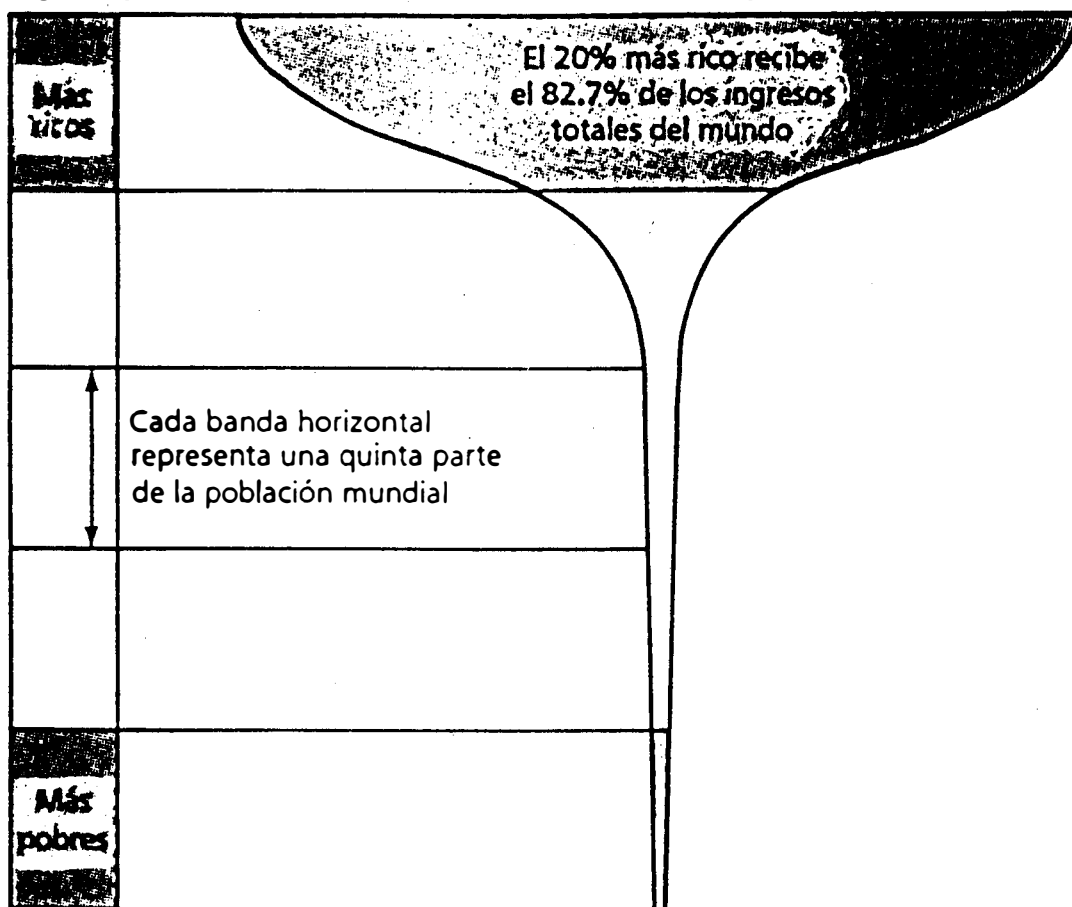 El 20% más rico recibe
el 82.7% de los ingresos
totales del mundo
Más
ricos
Cada banda horizontal
representa una quinta parte
de la población mundial
Más
pobres